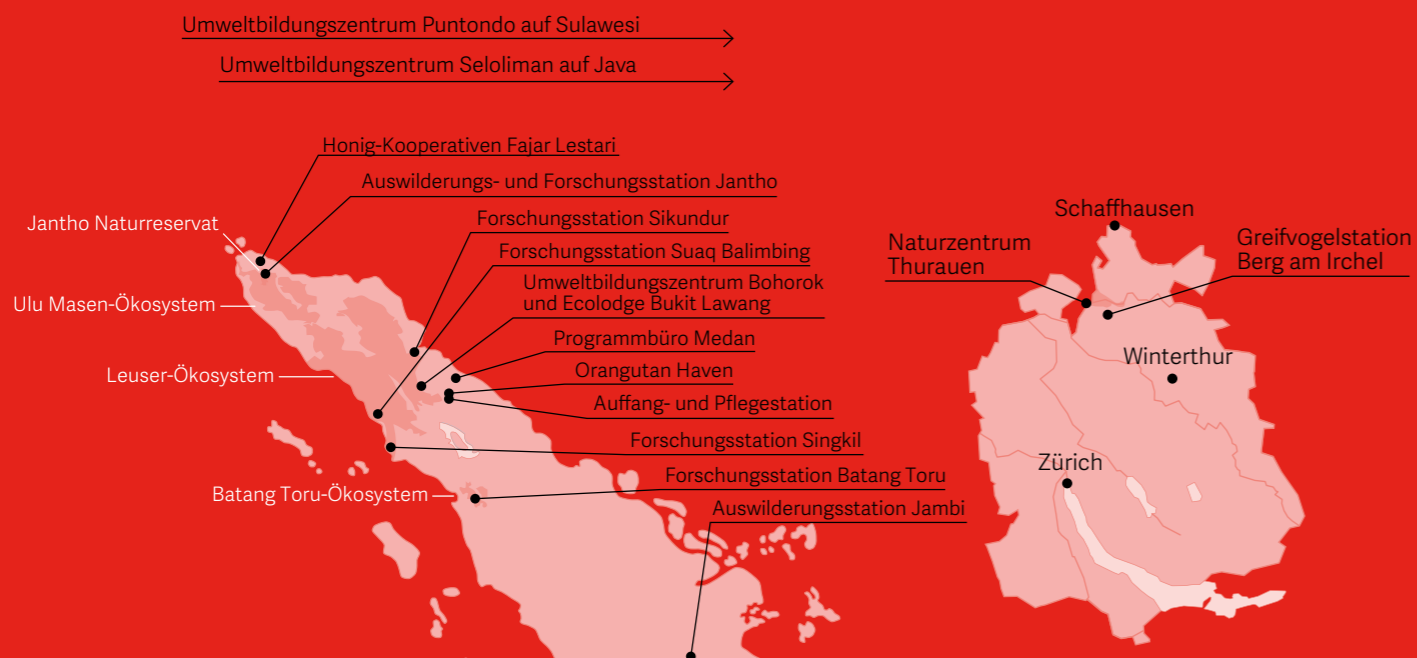 Umweltbildungszentrum Puntondo auf Sulawesi
Umweltbildungszentrum Seloliman auf Java
Honig-Kooperativen Fajar Lestari
Auswilderungs- und Forschungsstation Jantho
Jantho Naturreservat
Forschungsstation Sikundur
Forschungsstation Suaq Balimbing
Umweltbildungszentrum Bohorok
und Ecolodge Bukit Lawang
Ulu Masen-Ökosystem
Programmbüro Medan
Orangutan Haven
Leuser-Ökosystem
Auffang- und Pflegestation
Forschungsstation Singkil
Forschungsstation Batang Toru
Batang Toru-Ökosystem
Auswilderungsstation Jambi
Schaffhausen
Naturzentrum
Thurauen
Greifvogelstation
Berg am Irchel
Winterthur
Zürich